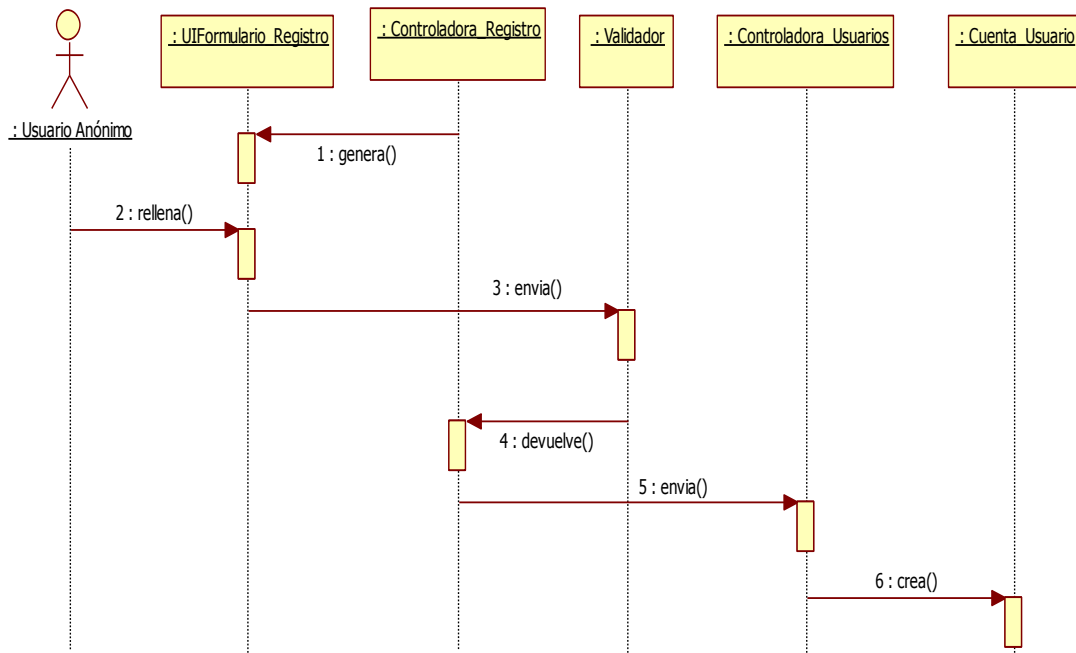 : UIFormulario_Registro
: Controladora_Registro
: Validador
: Controladora_Usuarios
: Cuenta_Usuario
: Usuario Anónimo
1 : genera()
2 : rellena()
3 : envia()
4 : devuelve()
5 : envia()
6 : crea()